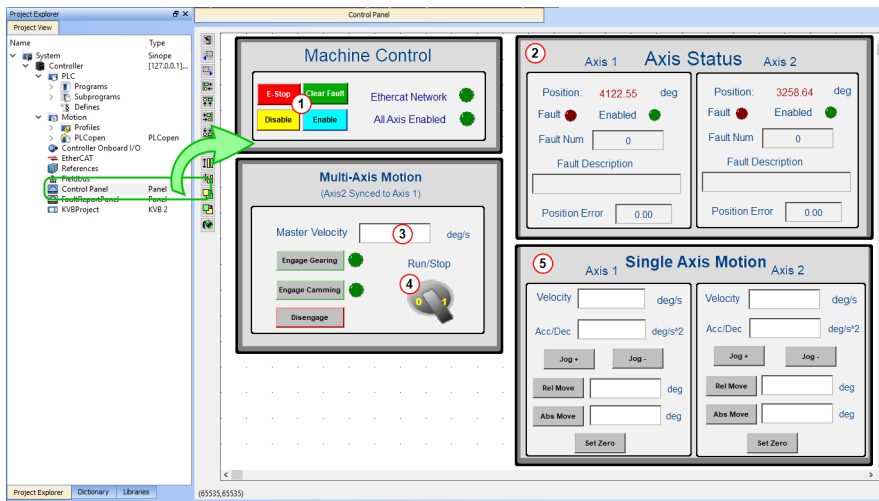 Project Explorer
Project View
Name Type
System Sinope
Controller [127.0.0.1]...
PLC
Programs
Subprograms
Defines
Motion
Profiles
PLCopen PLCopen
Controller Onboard I/O
EtherCAT
References
Fieldbus
Control Panel Panel
FaultReportPanel Panel
KVBProject KVB 2
Project Explorer Dictionary Libraries
Control Panel
Machine Control
E-Stop Clear Fault
1
Disable Enable
Ethercat Network
All Axis Enabled
Multi-Axis Motion
(Axis2 Synced to Axis 1)
Master Velocity 3 deg/s
Engage Gearing Run/Stop
Engage Camming 4
0 1
Disengage
2 Axis 1 Axis Status Axis 2
Position: 4122.55 deg
Fault Enabled
Fault Num 0
Fault Description
Position Error 0.00
Position: 3258.64 deg
Fault Enabled
Fault Num 0
Fault Description
Position Error 0.00
5 Axis 1 Single Axis Motion Axis 2
Velocity deg/s
Acc/Dec deg/s^2
Jog + Jog -
Rel Move deg
Abs Move deg
Set Zero
Velocity deg/s
Acc/Dec deg/s^2
Jog + Jog -
Rel Move deg
Abs Move deg
Set Zero
(65535,65535)